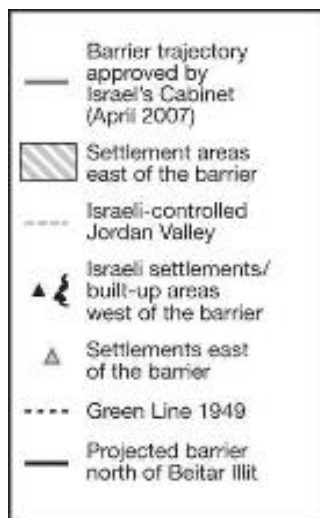 Barrier trajectory
approved by
Israel's Cabinet
(April 2007)
Settlement areas
east of the barrier
Israeli-controlled
Jordan Valley
Israeli settlements/
built-up areas
west of the barrier
Settlements east
of the barrier
Green Line 1949
Projected barrier
north of Beitar Illit